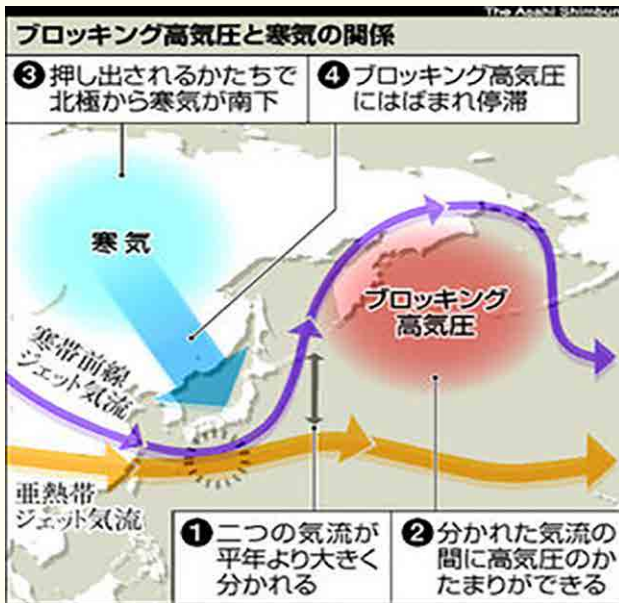 The Asahi Shimbun
ブロッキング高気圧と寒気の関係
❸押し出されるかたちで
北極から寒気が南下
❹ブロッキング高気圧
にはばまれ停滞
寒気
ブロッキング
高気圧
寒帯前線
ジェット気流
亜熱帯
ジェット気流
❶二つの気流が
平年より大きく
分かれる
❷分かれた気流の
間に高気圧のか
たまりができる